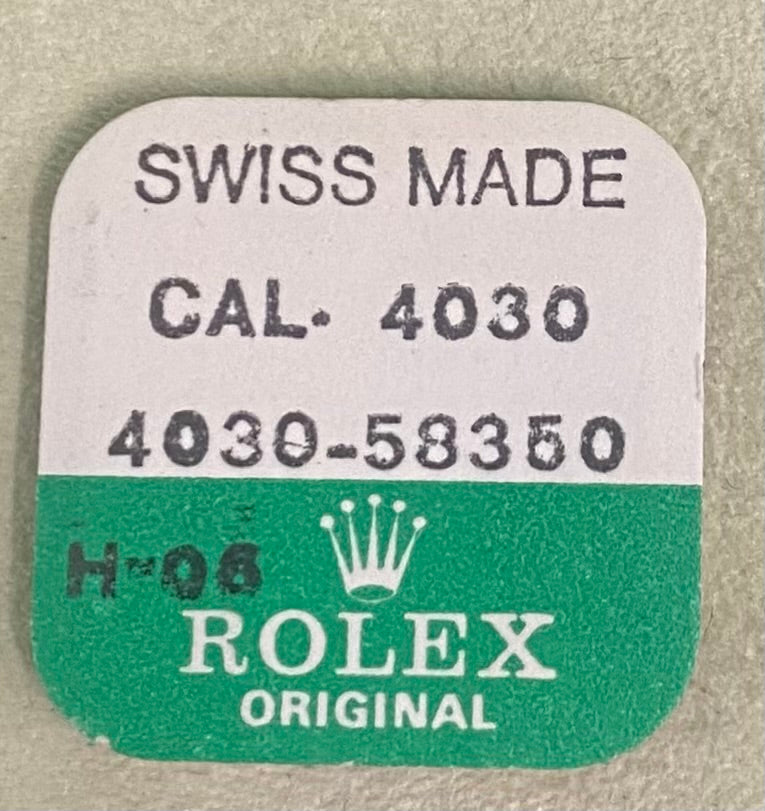 SWISS MADE
CAL. 4030
4030-58350
H-06
ROLEX
ORIGINAL